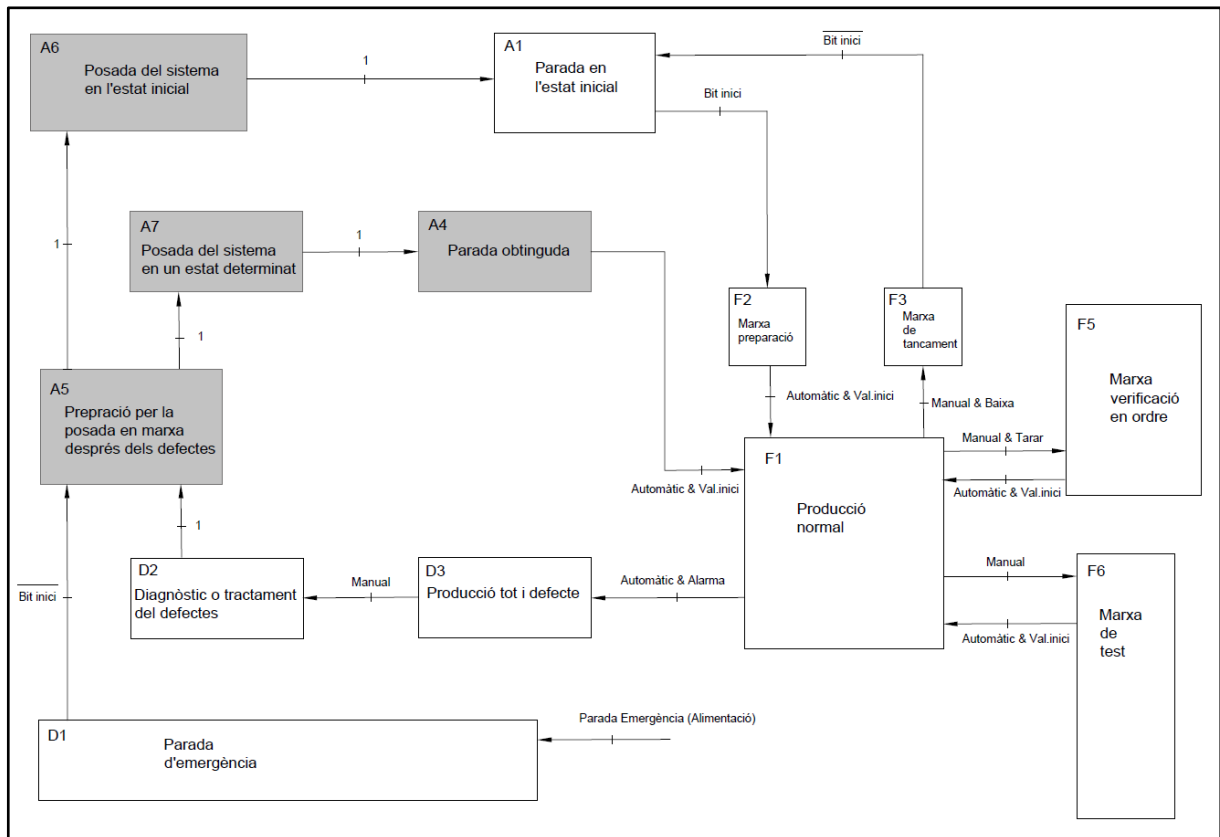 A6
Posada del sistema
en l'estat inicial
1
A1
Parada en
l'estat inicial
Bit inici
Bit inici
1
A7
Posada del sistema
en un estat determinat
1
A4
Parada obtinguda
F2
Marxa
preparació
F3
Marxa
de
tancament
F5
Marxa
verificació
en ordre
1
A5
Prepració per la
posada en marxa
després dels defectes
Automàtic & Val.inici
Manual & Baixa
Manual & Tarar
F1
Producció
normal
Automàtic & Val.inici
Automàtic & Val.inici
1
D2
Diagnòstic o tractament
del defectes
Manual
D3
Producció tot i defecte
Automàtic & Alarma
Manual
F6
Marxa
de
test
Automàtic & Val.inici
Bit inici
D1
Parada
d'emergència
Parada Emergència (Alimentació)